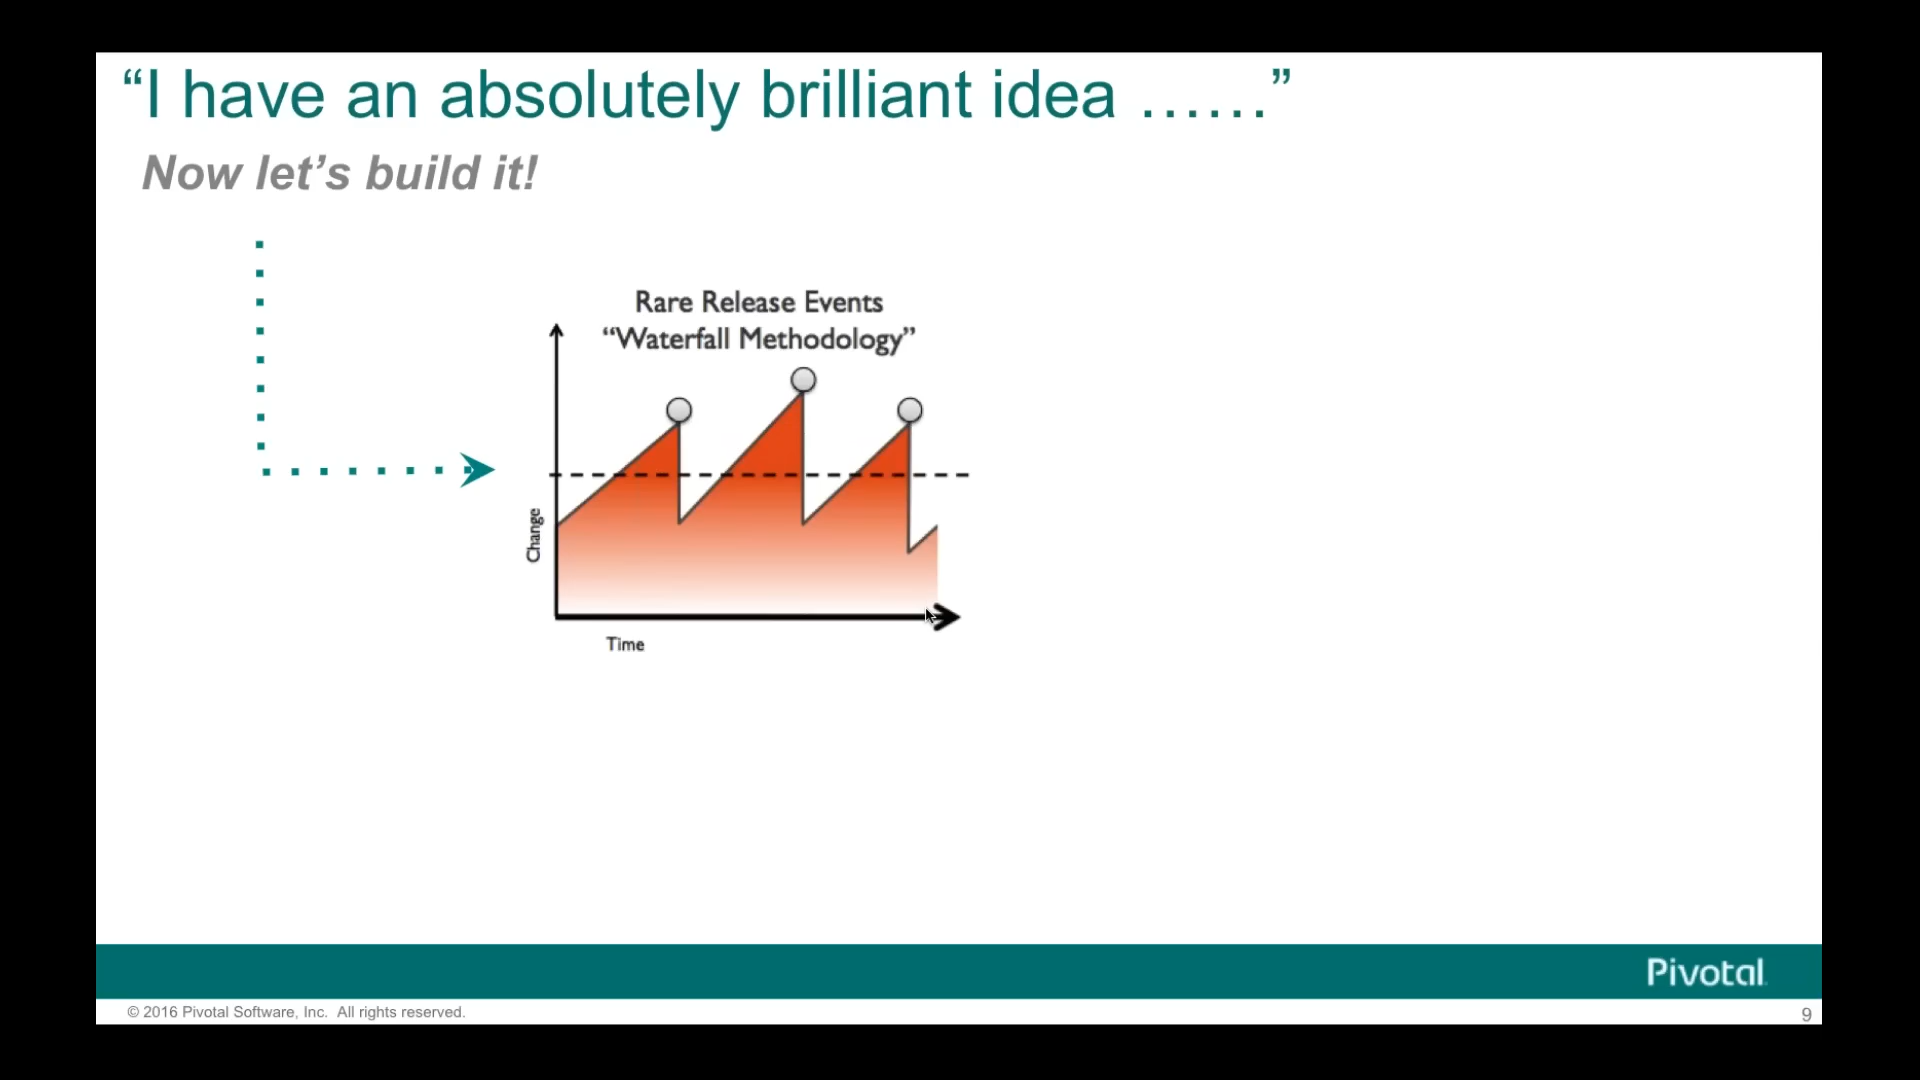 “I have an absolutely brilliant idea ……”
Now let’s build it!
Rare Release Events
“Waterfall Methodology”
Change
Time
Pivotal
© 2016 Pivotal Software, Inc. All rights reserved.
9